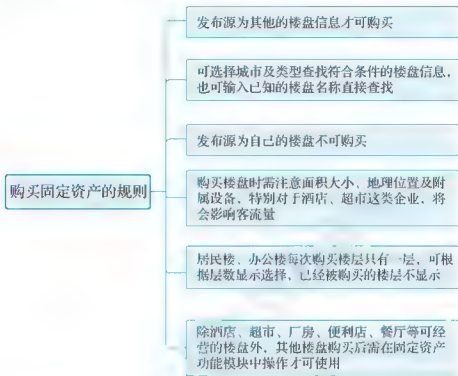 购买固定资产的规则
发布源为其他的楼盘信息才可购买
可选择城市及类型查找符合条件的楼盘信息，
也可输入已知的楼盘名称直接查找
发布源为自己的楼盘不可购买
购买楼盘时需注意面积大小、地理位置及附
属设备，特别对于酒店、超市这类企业，将
会影响客流量
居民楼、办公楼每次购买楼层只有一层，可根
据层数显示选择，已经被购买的楼层不显示
除酒店、超市、厂房、便利店、餐厅等可经
营的楼盘外，其他楼盘购买后需在固定资产
功能模块中操作才可使用